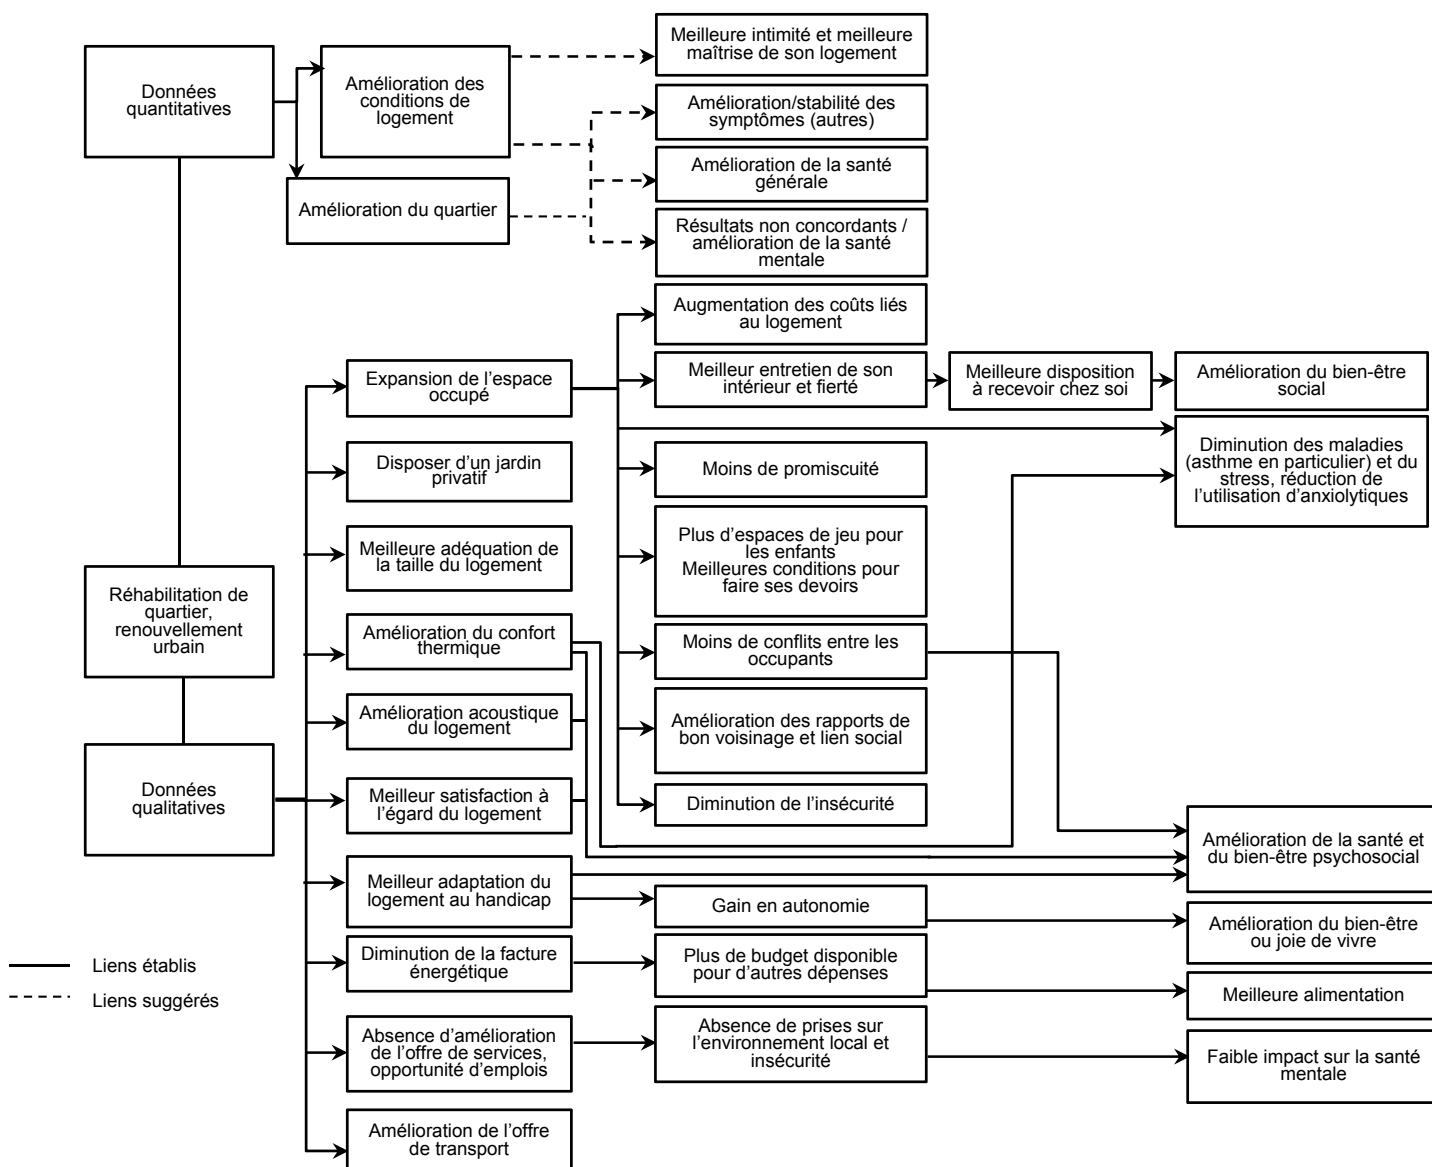 Données
quantitatives
Amélioration des
conditions de
logement
Amélioration du quartier
Meilleure intimité et meilleure
maîtrise de son logement
Amélioration/stabilité des
symptômes (autres)
Amélioration de la santé
générale
Résultats non concordants /
amélioration de la santé
mentale
Réhabilitation de
quartier,
renouvellement
urbain
Données
qualitatives
Expansion de l’espace
occupé
Disposer d’un jardin
privatif
Meilleure adéquation de
la taille du logement
Amélioration du confort
thermique
Amélioration acoustique
du logement
Meilleur satisfaction à
l’égard du logement
Meilleur adaptation du
logement au handicap
Diminution de la facture
énergétique
Absence d’amélioration
de l’offre de services,
opportunité d’emplois
Amélioration de l’offre
de transport
Augmentation des coûts liés
au logement
Meilleur entretien de son
intérieur et fierté
Moins de promiscuité
Plus d’espaces de jeu pour
les enfants
Meilleures conditions pour
faire ses devoirs
Moins de conflits entre les
occupants
Amélioration des rapports de
bon voisinage et lien social
Diminution de l’insécurité
Gain en autonomie
Plus de budget disponible
pour d’autres dépenses
Absence de prises sur
l’environnement local et
insécurité
Meilleure disposition
à recevoir chez soi
Amélioration du bien-être
social
Diminution des maladies
(asthme en particulier) et du
stress, réduction de
l’utilisation d’anxiolytiques
Amélioration de la santé et
du bien-être psychosocial
Amélioration du bien-être
ou joie de vivre
Meilleure alimentation
Faible impact sur la santé
mentale
Liens établis
Liens suggérés